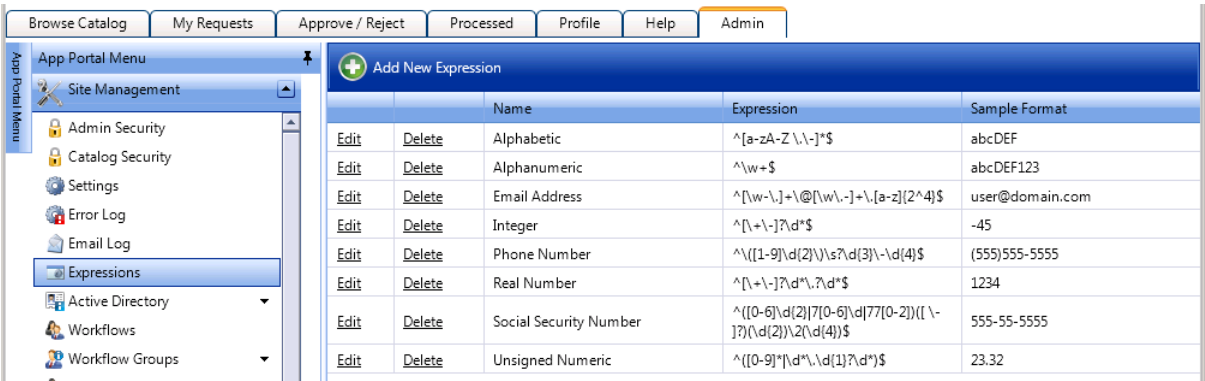 Browse Catalog My Requests Approve / Reject Processed Profile Help Admin
App Portal Menu
App Portal Menu
Site Management
Admin Security
Catalog Security
Settings
Error Log
Email Log
Expressions
Active Directory
Workflows
Workflow Groups
Add New Expression
Name Expression Sample Format
Edit Delete Alphabetic ^[a-zA-Z \.\-]*$ abcDEF
Edit Delete Alphanumeric ^\w+$ abcDEF123
Edit Delete Email Address ^[\w-\.]+\@[\w\.-]+\.[a-z]{2^4}$ user@domain.com
Edit Delete Integer ^[\+\-]?\d*$ -45
Edit Delete Phone Number ^\([1-9]\d{2}\)\s?\d{3}\-\d{4}$ (555)555-5555
Edit Delete Real Number ^[\+\-]?\d*\.?\d*$ 1234
Edit Delete Social Security Number ^([0-6]\d{2}|7[0-6]\d|77[0-2])([ \-
]?)(\d{2})\2(\d{4})$ 555-55-5555
Edit Delete Unsigned Numeric ^([0-9]*|\d*\.\d{1}?\d*)$ 23.32